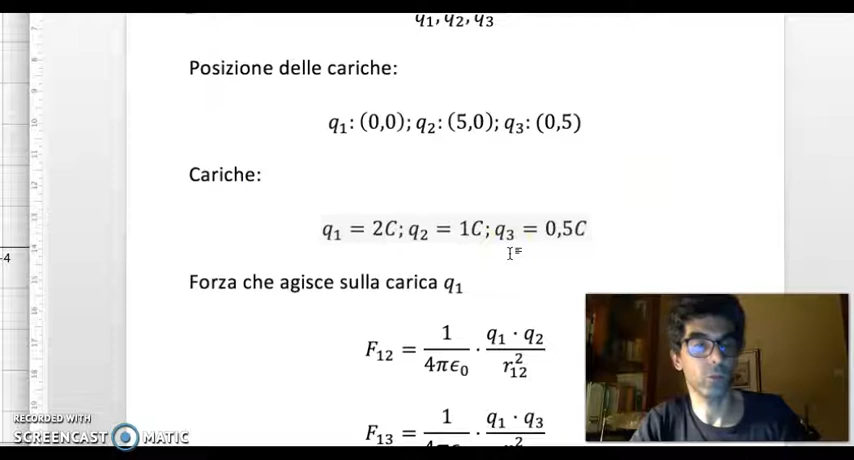 q₁, q₂, q₃
Posizione delle cariche:
q₁: (0,0); q₂: (5,0); q₃: (0,5)
Cariche:
q₁ = 2C; q₂ = 1C; q₃ = 0,5C
-4
Forza che agisce sulla carica q₁
F₁₂ = 1/4πϵ₀ · q₁ · q₂/r₁₂²
F₁₃ = 1/4πϵ₀ · q₁ · q₃
RECORDED WITH
SCREENCAST MATIC